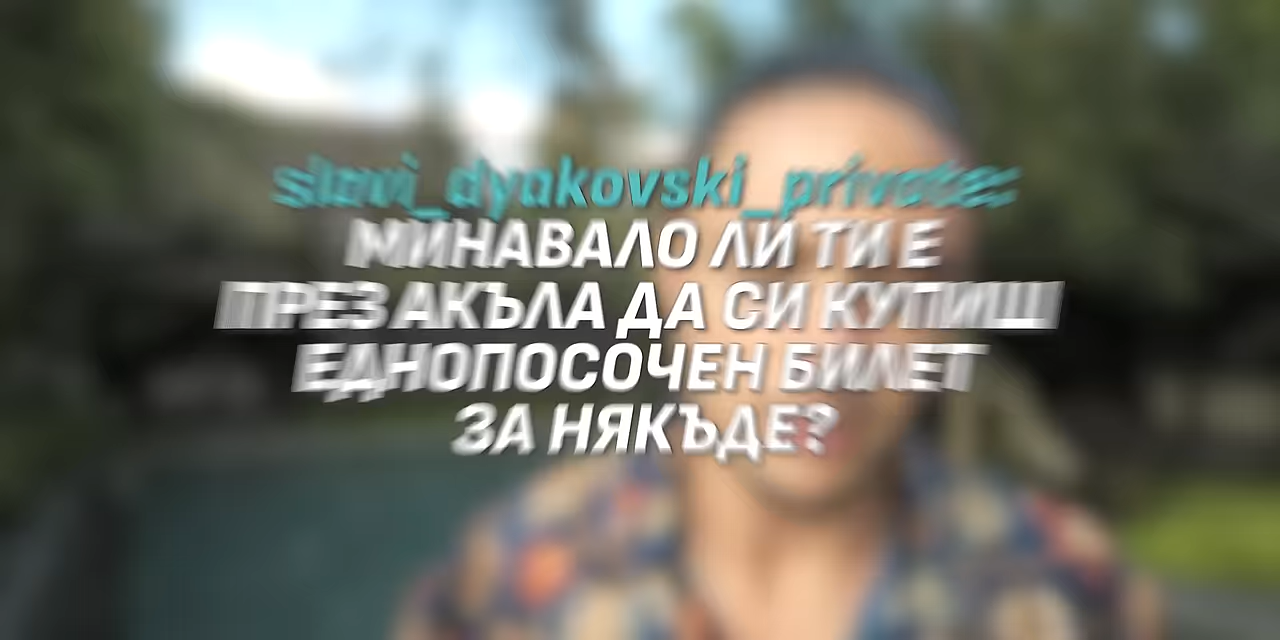 slavi_dyakovski_private:
МИНАВАЛО ЛИ ТИ Е
ПРЕЗ АКЪЛА ДА СИ КУПИШ
ЕДНОПОСОЧЕН БИЛЕТ
ЗА НЯКЪДЕ?